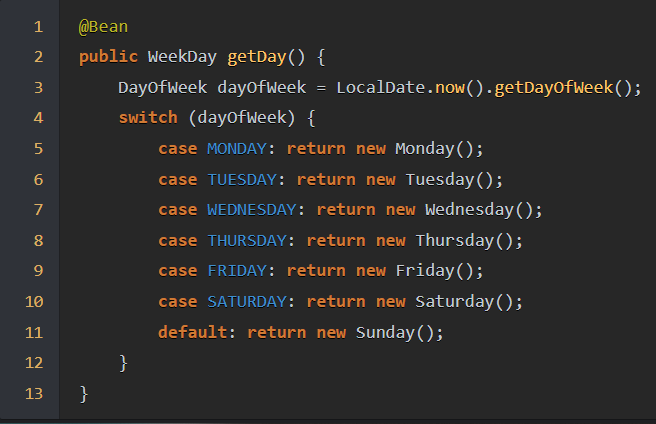 1 @Bean
2 public WeekDay getDay() {
3     DayOfWeek dayOfWeek = LocalDate.now().getDayOfWeek();
4     switch (dayOfWeek) {
5         case MONDAY: return new Monday();
6         case TUESDAY: return new Tuesday();
7         case WEDNESDAY: return new Wednesday();
8         case THURSDAY: return new Thursday();
9         case FRIDAY: return new Friday();
10         case SATURDAY: return new Saturday();
11         default: return new Sunday();
12     }
13 }